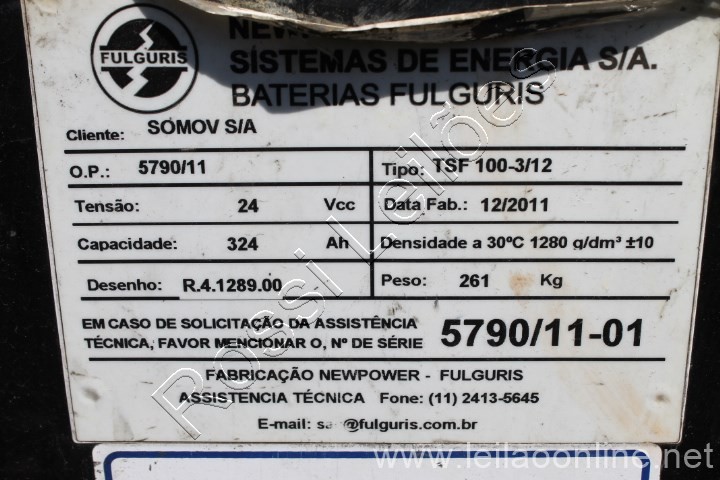 FULGURIS
SISTEMAS DE ENERGIA S/A.
BATERIAS FULGURIS
Cliente: SOMOV S/A
O.P.: 5790/11 Tipo: TSF 100-3/12
Tensão: 24 Vcc Data Fab.: 12/2011
Capacidade: 324 Ah Densidade a 30ºC 1280 g/dm³ ±10
Desenho: R.4.1289.00 Peso: 261 Kg
EM CASO DE SOLICITAÇÃO DA ASSISTÊNCIA
TÉCNICA, FAVOR MENCIONAR O, Nº DE SÉRIE 5790/11-01
FABRICAÇÃO NEWPOWER - FULGURIS
ASSISTENCIA TÉCNICA Fone: (11) 2413-5645
E-mail: @fulguris.com.br
Rossi Leilões
www.leilaoonline.net